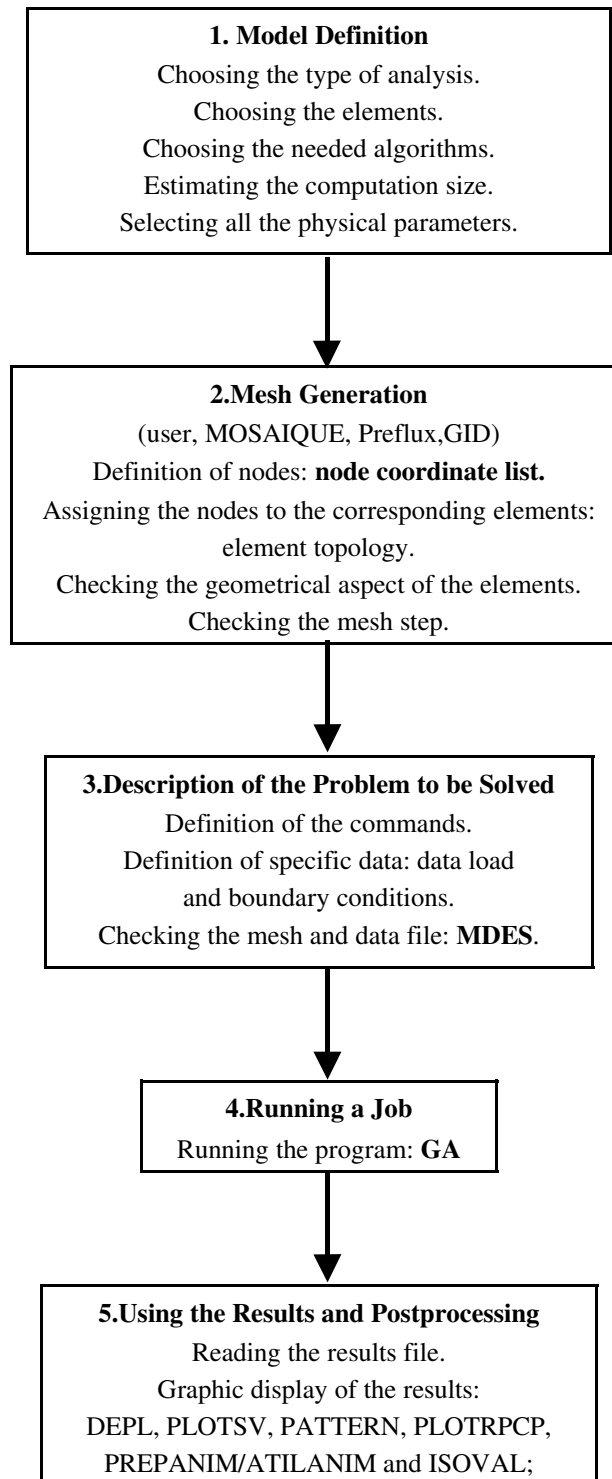 1. Model Definition
Choosing the type of analysis.
Choosing the elements.
Choosing the needed algorithms.
Estimating the computation size.
Selecting all the physical parameters.
2.Mesh Generation
(user, MOSAIQUE, Preflux,GID)
Definition of nodes: node coordinate list.
Assigning the nodes to the corresponding elements:
element topology.
Checking the geometrical aspect of the elements.
Checking the mesh step.
3.Description of the Problem to be Solved
Definition of the commands.
Definition of specific data: data load
and boundary conditions.
Checking the mesh and data file: MDES.
4.Running a Job
Running the program: GA
5.Using the Results and Postprocessing
Reading the results file.
Graphic display of the results:
DEPL, PLOTSV, PATTERN, PLOTRPCP,
PREPANIM/ATILANIM and ISOVAL;